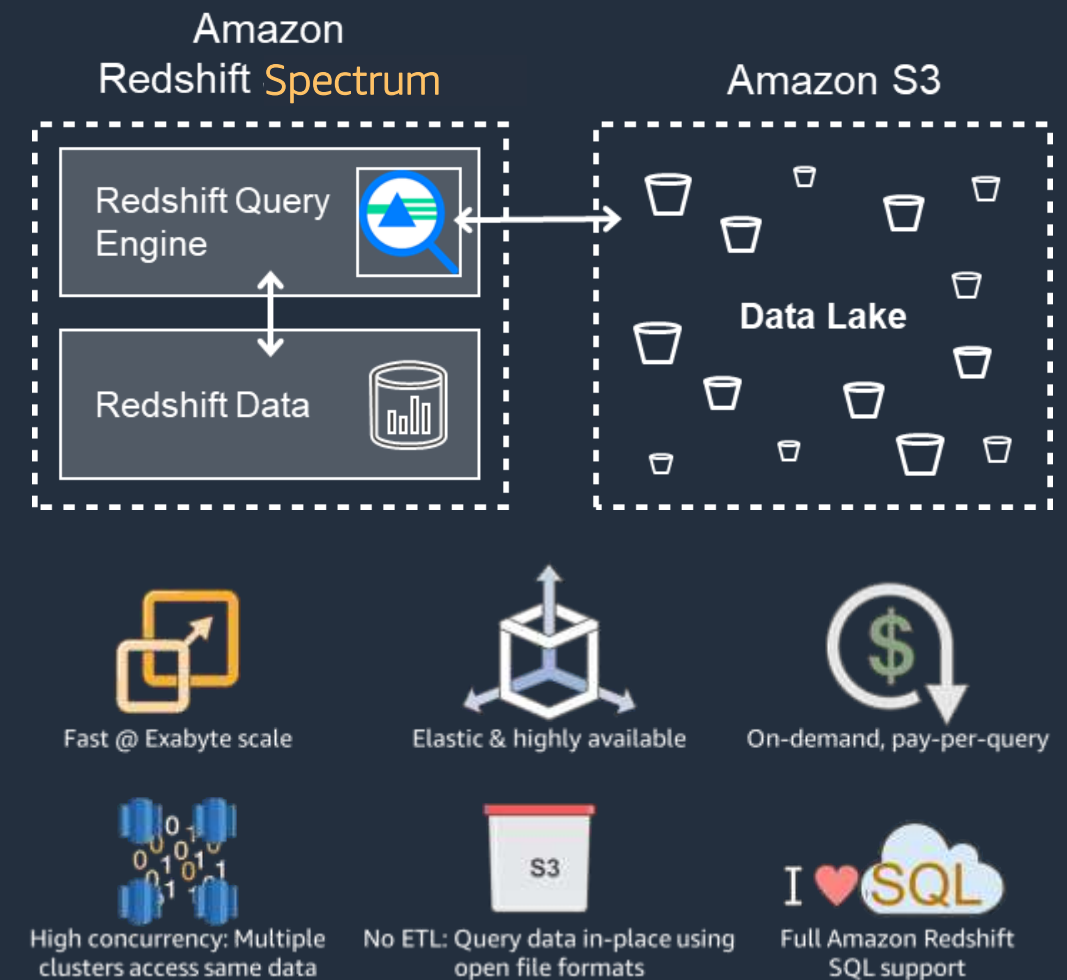 Amazon
Redshift Spectrum
Amazon S3
Redshift Query
Engine
Redshift Data
Data Lake
Fast @ Exabyte scale
Elastic & highly available
$
On-demand, pay-per-query
High concurrency: Multiple
clusters access same data
S3
No ETL: Query data in-place using
open file formats
I ♥ SQL
Full Amazon Redshift
SQL support